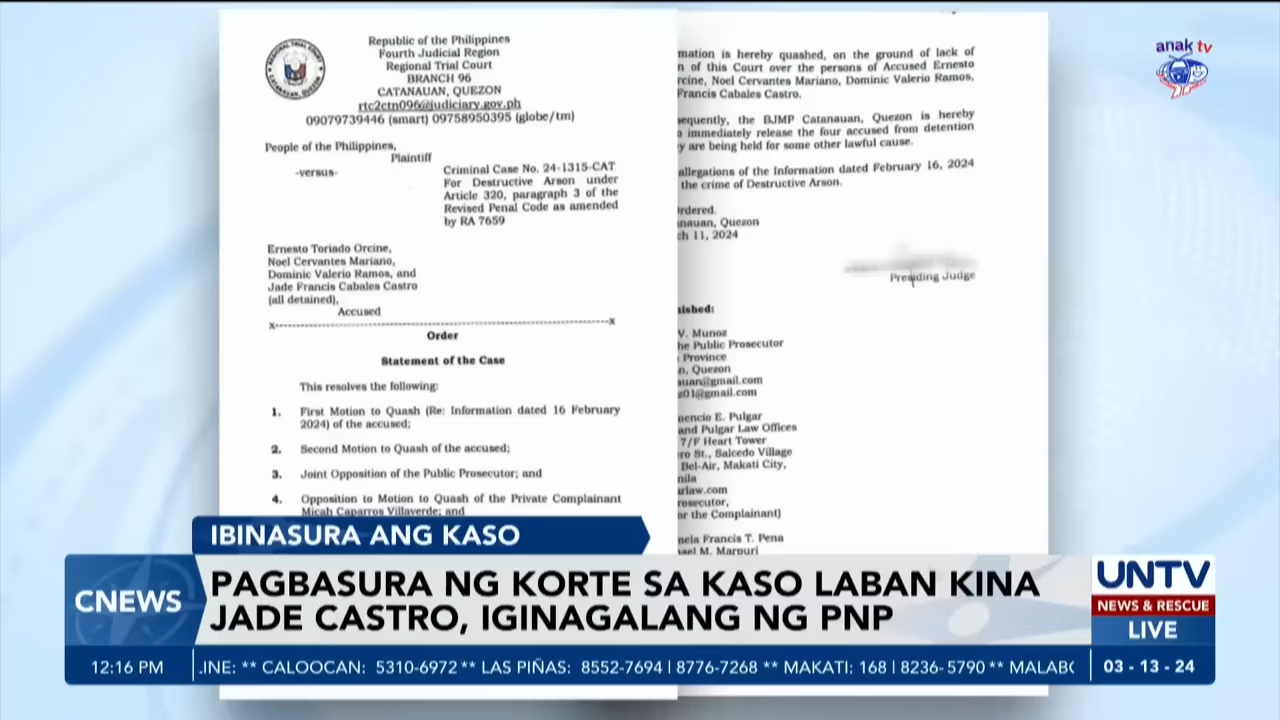 Republic of the Philippines
Fourth Judicial Region
Regional Trial Court
BRANCH 96
CATANAUAN, QUEZON
rtc2ctn096@judiciary.gov.ph
09079739446 (smart) 09758950395 (globe/tm)
People of the Philippines,
Plaintiff
-versus-
Criminal Case No. 24-1315-CAT
For Destructive Arson under
Article 320, paragraph 3 of the
Revised Penal Code as amended
by RA 7659
Ernesto Toriado Orcine,
Noel Cervantes Mariano,
Dominic Valerio Ramos, and
Jade Francis Cabales Castro
(all detained),
Accused
x------------------------------------------------x
Order
Statement of the Case
This resolves the following:
1. First Motion to Quash (Re: Information dated 16 February
2024) of the accused;
2. Second Motion to Quash of the accused;
3. Joint Opposition of the Public Prosecutor; and
4. Opposition to Motion to Quash of the Private Complainant
Micah Caparros Villaverde; and
mation is hereby quashed, on the ground of lack of
n of this Court over the persons of Accused Ernesto
rcine, Noel Cervantes Mariano, Dominic Valerio Ramos,
Francis Cabales Castro.
sequently, the BJMP Catanauan, Quezon is hereby
o immediately release the four accused from detention
y are being held for some other lawful cause.
allegations of the Information dated February 16, 2024
the crime of Destructive Arson.
rdered.
nauan, Quezon
ch 11, 2024
Presiding Judge
nished:
V. Munoz
he Public Prosecutor
Province
n, Quezon
auan@gmail.com
z01@gmail.com
mencio E. Pulgar
and Pulgar Law Offices
7/F Heart Tower
ro St., Salcedo Village
Bel-Air, Makati City,
nila
arlaw.com
rosecutor,
or the Complainant)
nela Francis T. Pena
ael M. Marpuri
anak tv
IBINASURA ANG KASO
CNEWS
PAGBASURA NG KORTE SA KASO LABAN KINA
JADE CASTRO, IGINAGALANG NG PNP
UNTV
NEWS & RESCUE
LIVE
12:16 PM
.INE: ** CALOOCAN: 5310-6972 ** LAS PIÑAS: 8552-7694 | 8776-7268 ** MAKATI: 168 | 8236-5790 ** MALABO
03 - 13 - 24